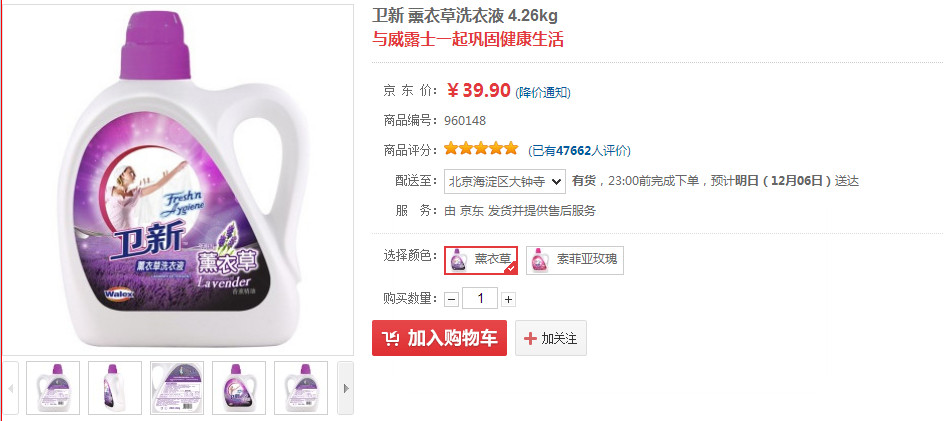 卫新 薰衣草洗衣液 4.26kg
与威露士一起巩固健康生活
京 东 价： ￥39.90 (降价通知)
商品编号： 960148
商品评分： (已有47662人评价)
配送至： 北京海淀区大钟寺 有货，23:00前完成下单，预计明日（12月06日）送达
服 务： 由 京东 发货并提供售后服务
选择颜色： 薰衣草 索菲亚玫瑰
购买数量： 1
加入购物车 加关注
Fresh'n
Hygiene
卫新
薰衣草洗衣液
薰衣草
Lavender
Walex